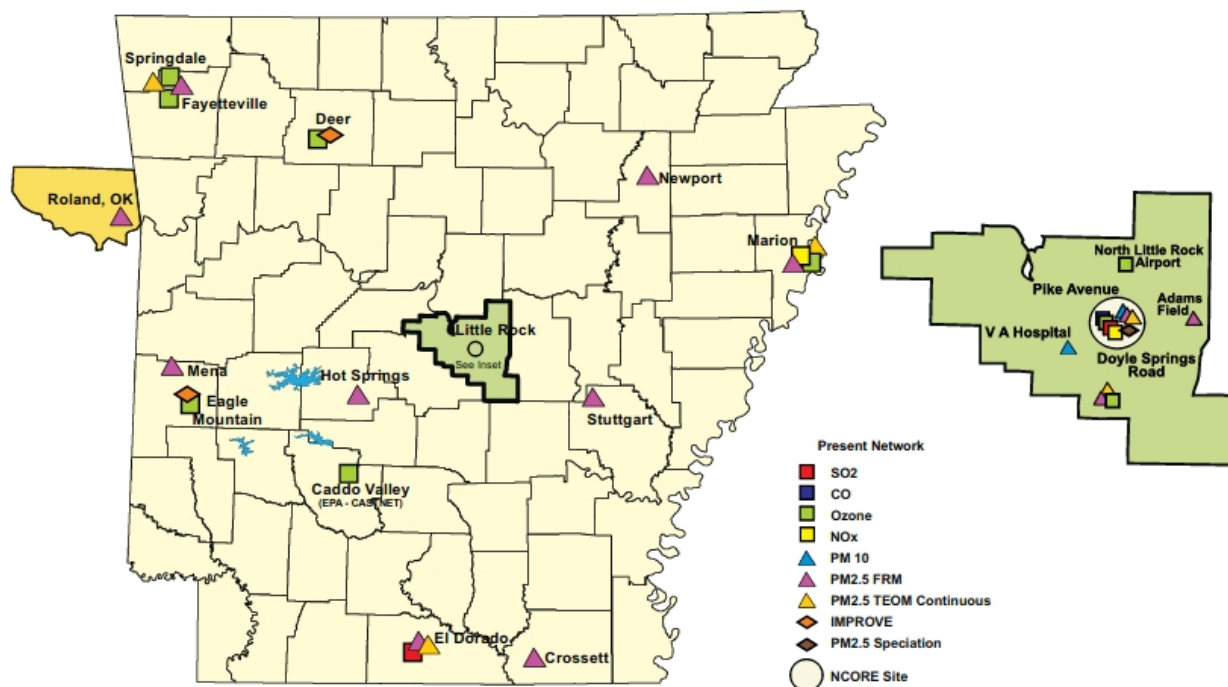 Springdale
Fayetteville
Deer
Roland, OK
Newport
Marion
Little Rock
See Inset
Mena
Hot Springs
Eagle
Mountain
Stuttgart
Caddo Valley
(EPA - CASTNET)
El Dorado
Crossett
North Little Rock
Airport
Pike Avenue
Adams
Field
V A Hospital
Doyle Springs
Road
Present Network
SO2
CO
Ozone
NOx
PM 10
PM2.5 FRM
PM2.5 TEOM Continuous
IMPROVE
PM2.5 Speciation
NCORE Site